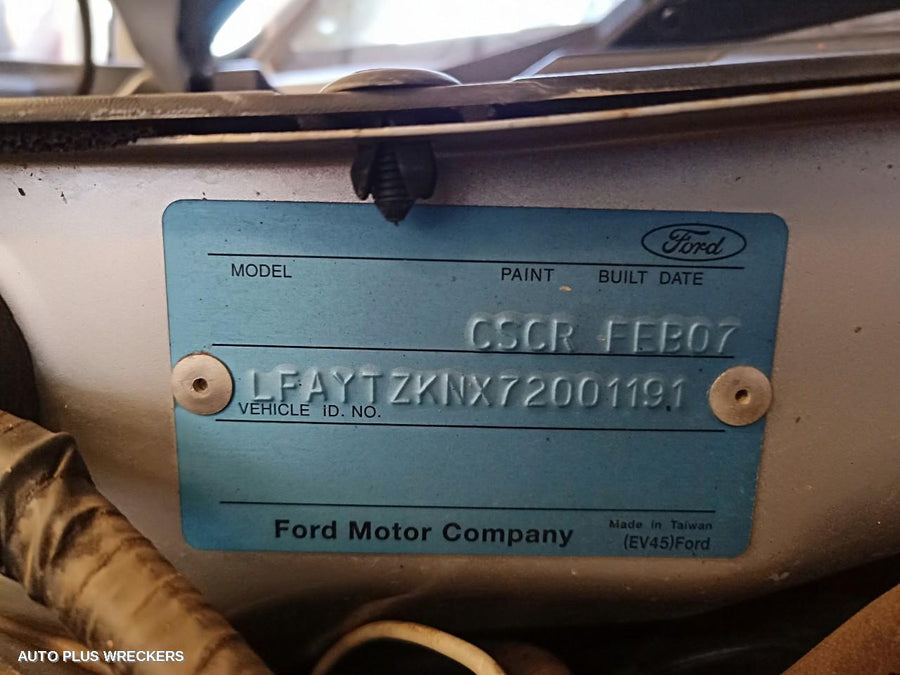 Ford
MODEL PAINT BUILT DATE
CSCR FEB07
LFAYTZKNX72001191
VEHICLE ID. NO.
Ford Motor Company
Made in Taiwan
(EV45)Ford
AUTO PLUS WRECKERS